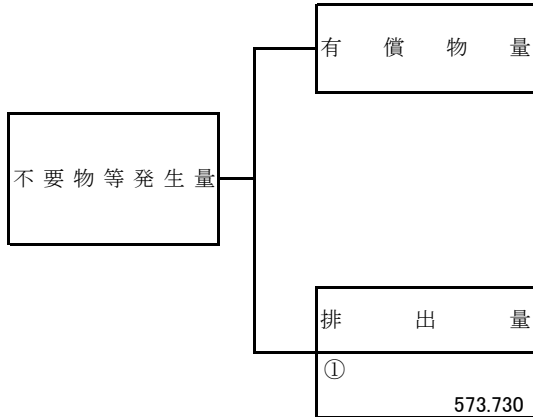 有償物量
不要物等発生量
排出量
①
573.730